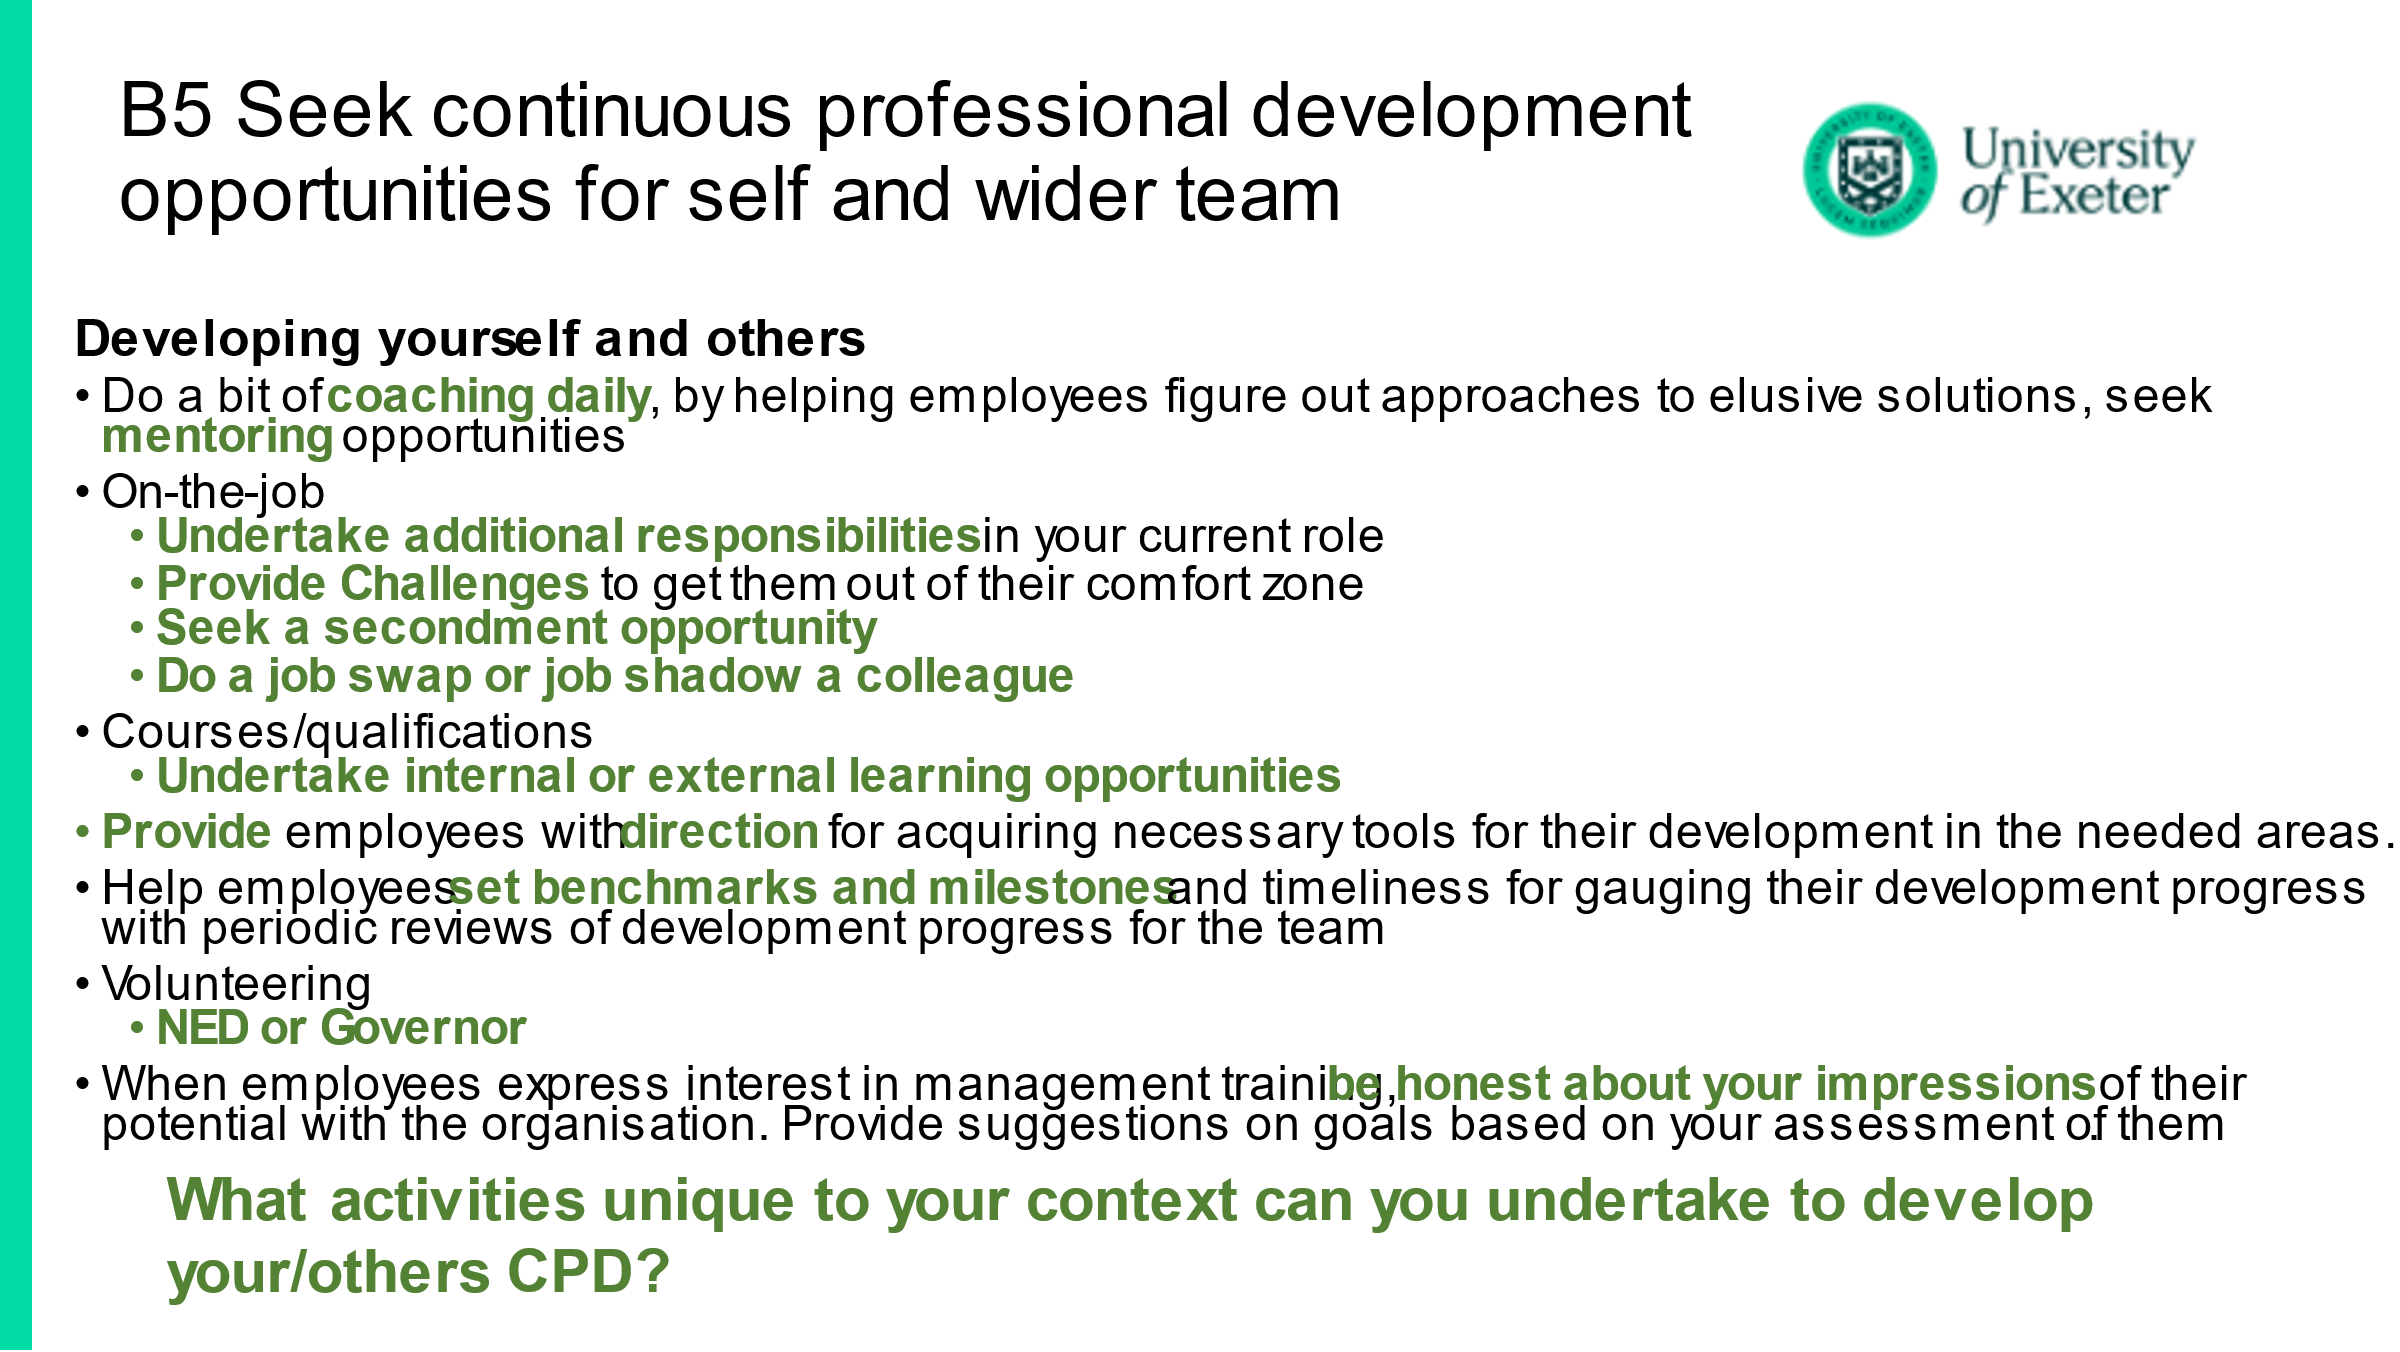 B5 Seek continuous professional development
opportunities for self and wider team
University
of Exeter
Developing yourself and others
• Do a bit of coaching daily, by helping employees figure out approaches to elusive solutions, seek
mentoring opportunities
• On-the-job
• Undertake additional responsibilities in your current role
• Provide Challenges to get them out of their comfort zone
• Seek a secondment opportunity
• Do a job swap or job shadow a colleague
• Courses/qualifications
• Undertake internal or external learning opportunities
• Provide employees with direction for acquiring necessary tools for their development in the needed areas.
• Help employees set benchmarks and milestones and timeliness for gauging their development progress
with periodic reviews of development progress for the team
• Volunteering
• NED or Governor
• When employees express interest in management training, be honest about your impressions of their
potential with the organisation. Provide suggestions on goals based on your assessment of them.
What activities unique to your context can you undertake to develop
your/others CPD?